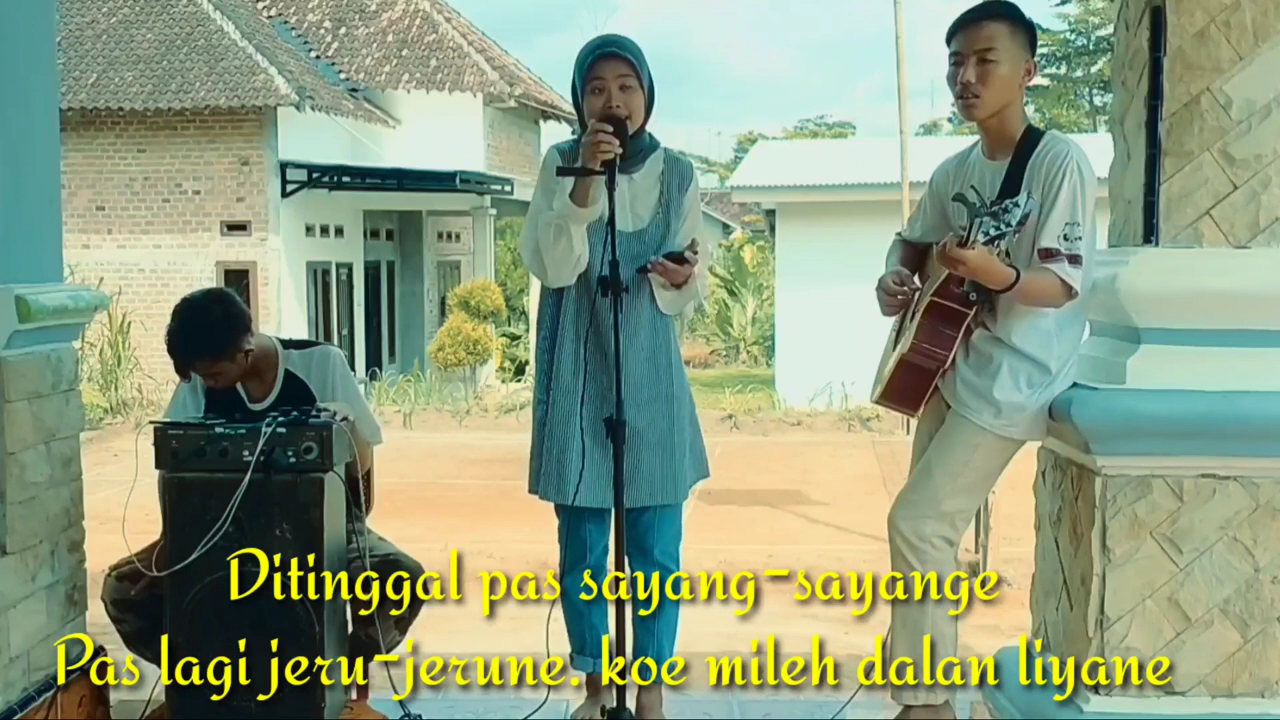 Ditinggal pas sayang-sayange
Pas lagi jeru-jerune. koe mileh dalan liyane